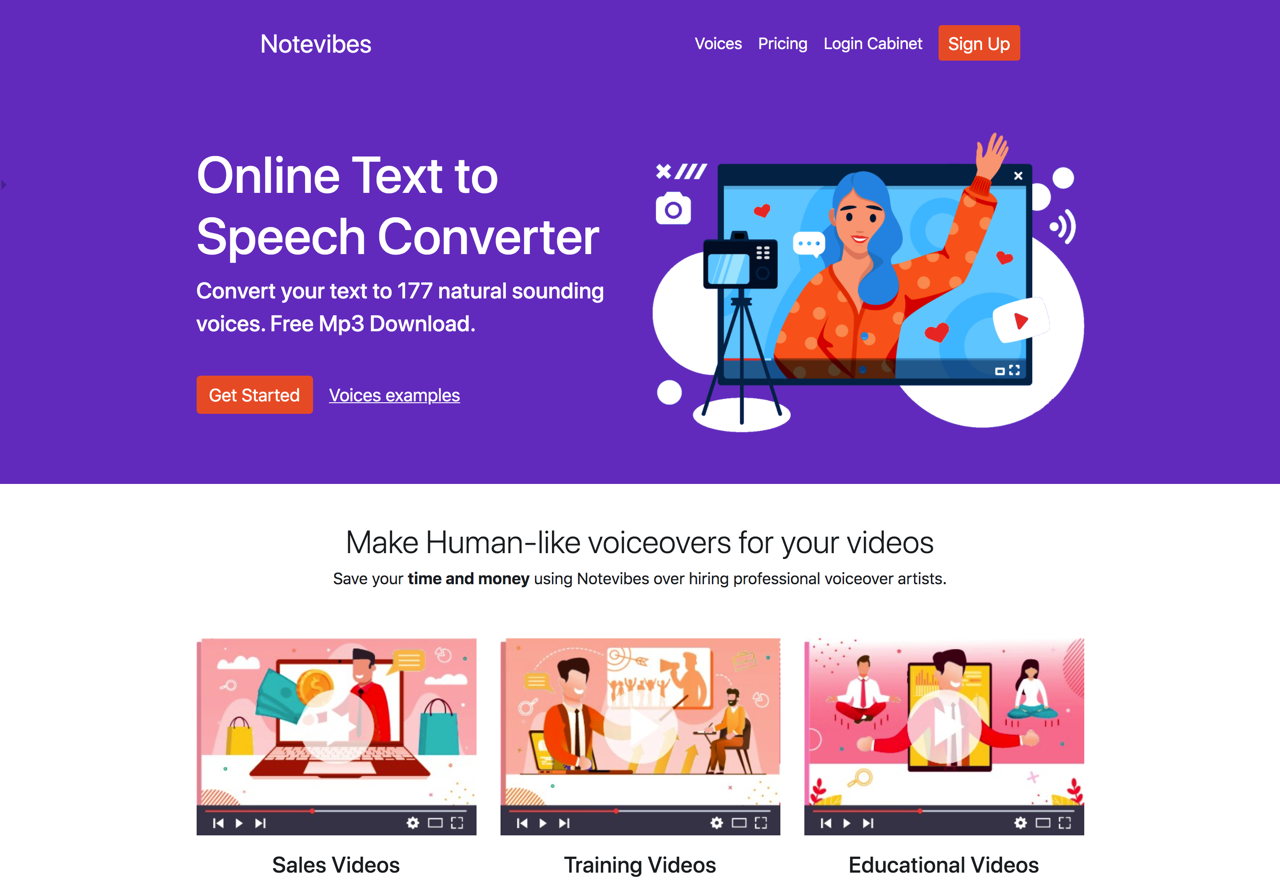 Notevibes
Voices
Pricing
Login Cabinet
Sign Up
Online Text to
Speech Converter
Convert your text to 177 natural sounding
voices. Free Mp3 Download.
Get Started
Voices examples
Make Human-like voiceovers for your videos
Save your time and money using Notevibes over hiring professional voiceover artists.
Sales Videos
Training Videos
Educational Videos